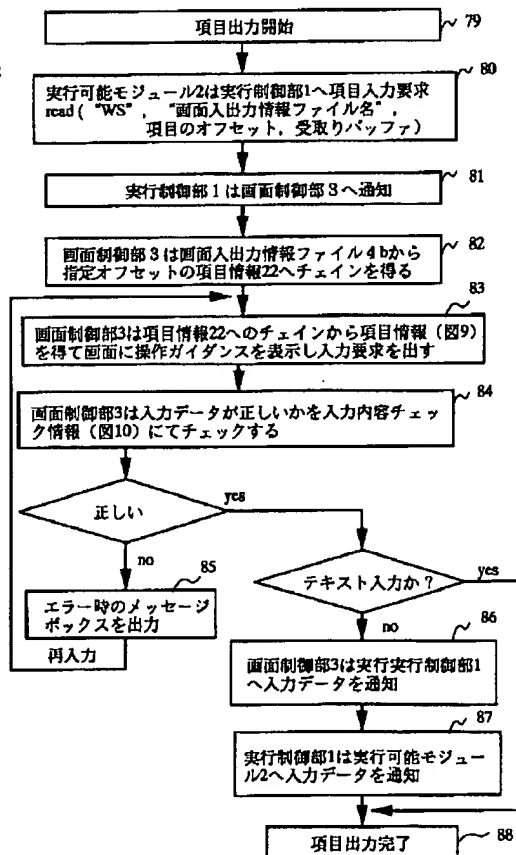 項目出力開始
79
80
実行可能モジュール2は実行制御部1へ項目入力要求
read( "WS", "画面入出力情報ファイル名",
項目のオフセット, 受取りバッファ)
81
実行制御部1は画面制御部3へ通知
82
画面制御部3は画面入出力情報ファイル4bから
指定オフセットの項目情報22へチェインを得る
83
画面制御部3は項目情報22へのチェインから項目情報(図9)
を得て画面に操作ガイダンスを表示し入力要求を出す
84
画面制御部3は入力データが正しいかを入力内容チェッ
ク情報(図10)にてチェックする
正しい
yes
no
85
エラー時のメッセージ
ボックスを出力
再入力
テキスト入力か?
yes
no
86
画面制御部3は実行実行制御部1
へ入力データを通知
87
実行制御部1は実行可能モジュー
ル2へ入力データを通知
項目出力完了
88